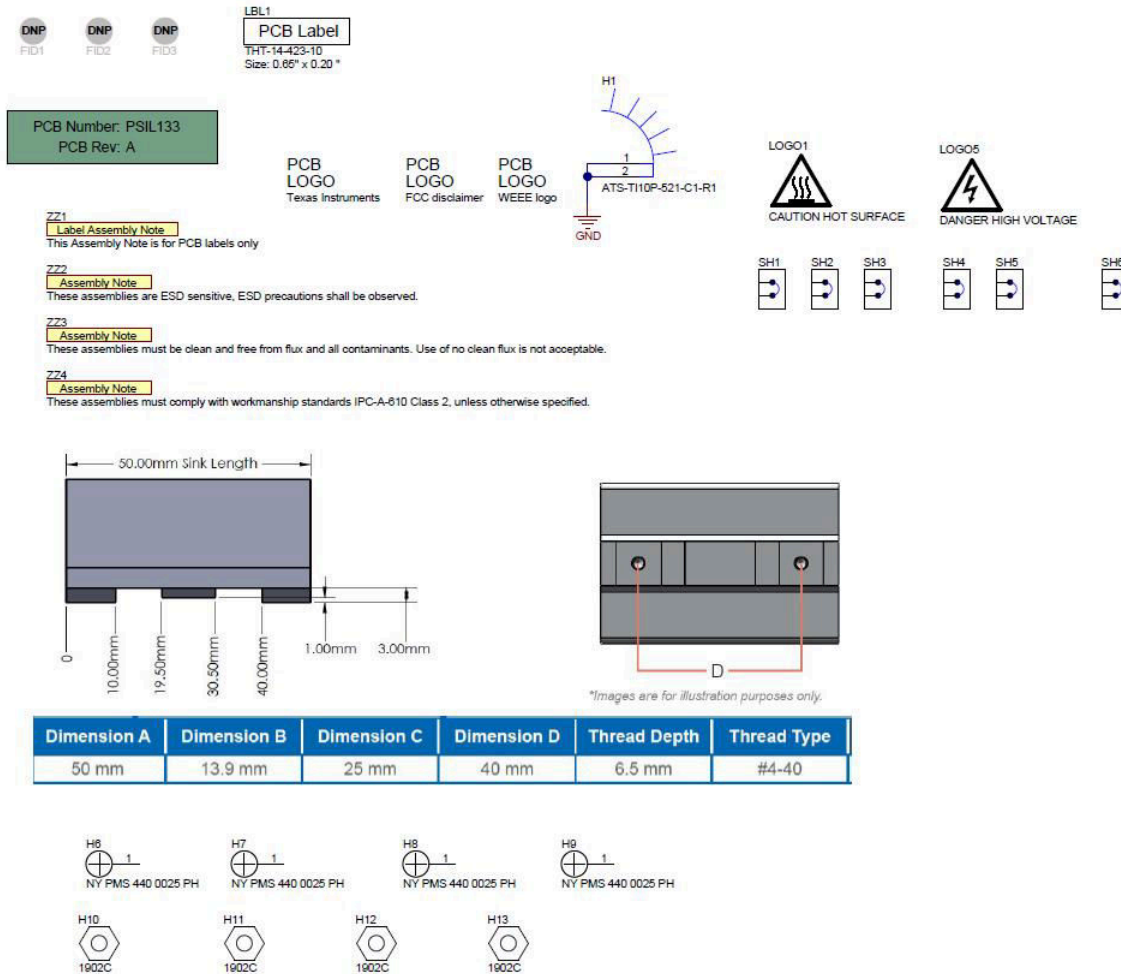 LBL1
DNP DNP DNP
FID1 FID2 FID3
PCB Label
THT-14-423-10
Size: 0.65" x 0.20 "
PCB Number: PSIL133
PCB Rev: A
PCB
LOGO
Texas Instruments
PCB
LOGO
FCC disclaimer
PCB
LOGO
WEEE logo
H1
1
2
ATS-TI10P-521-C1-R1
GND
LOGO1
CAUTION HOT SURFACE
LOGO5
DANGER HIGH VOLTAGE
ZZ1
Label Assembly Note
This Assembly Note is for PCB labels only
ZZ2
Assembly Note
These assemblies are ESD sensitive, ESD precautions shall be observed.
ZZ3
Assembly Note
These assemblies must be clean and free from flux and all contaminants. Use of no clean flux is not acceptable.
ZZ4
Assembly Note
These assemblies must comply with workmanship standards IPC-A-610 Class 2, unless otherwise specified.
SH1 SH2 SH3 SH4 SH5 SH6
50.00mm Sink Length
0
10.00mm
19.50mm
30.50mm
40.00mm
1.00mm
3.00mm
D
*Images are for illustration purposes only.
Dimension A Dimension B Dimension C Dimension D Thread Depth Thread Type
50 mm 13.9 mm 25 mm 40 mm 6.5 mm #4-40
H6 H7 H8 H9
1 1 1 1
NY PMS 440 0025 PH NY PMS 440 0025 PH NY PMS 440 0025 PH NY PMS 440 0025 PH
H10 H11 H12 H13
1902C 1902C 1902C 1902C